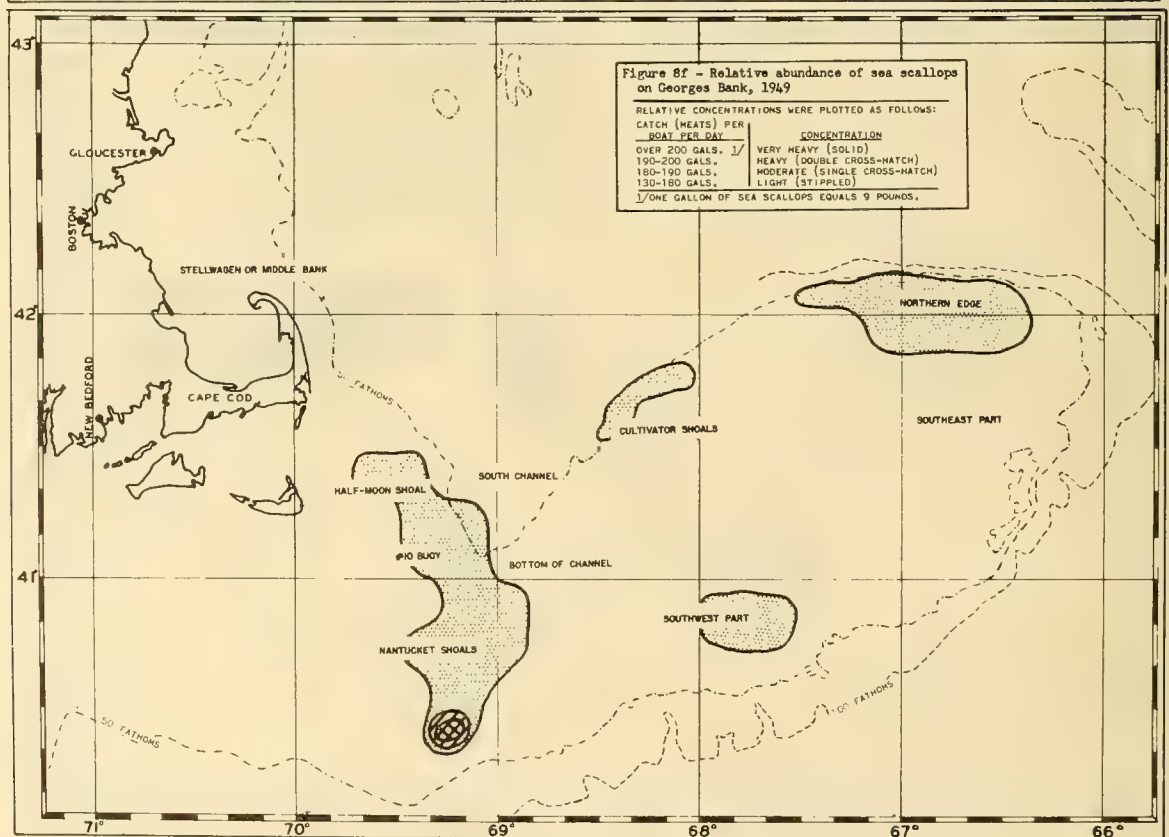 Figure 8f - Relative abundance of sea scallops
on Georges Bank, 1949
RELATIVE CONCENTRATIONS WERE PLOTTED AS FOLLOWS:
CATCH (MEATS) PER
BOAT PER DAY CONCENTRATION
OVER 200 GALS. 1/ VERY HEAVY (SOLID)
190-200 GALS. HEAVY (DOUBLE CROSS-HATCH)
180-190 GALS. MODERATE (SINGLE CROSS-HATCH)
130-180 GALS. LIGHT (STIPPLED)
1/ONE GALLON OF SEA SCALLOPS EQUALS 9 POUNDS.
43°
GLOUCESTER
BOSTON
STELLWAGEN OR MIDDLE BANK
42°
NORTHERN EDGE
NEW BEDFORD
CAPE COD
50 FATHOMS
SOUTHEAST PART
CULTIVATOR SHOALS
SOUTH CHANNEL
HALF-MOON SHOAL
#10 BUOY
BOTTOM OF CHANNEL
41°
SOUTHWEST PART
NANTUCKET SHOALS
50 FATHOMS
100 FATHOMS
71° 70° 69° 68° 67° 66°